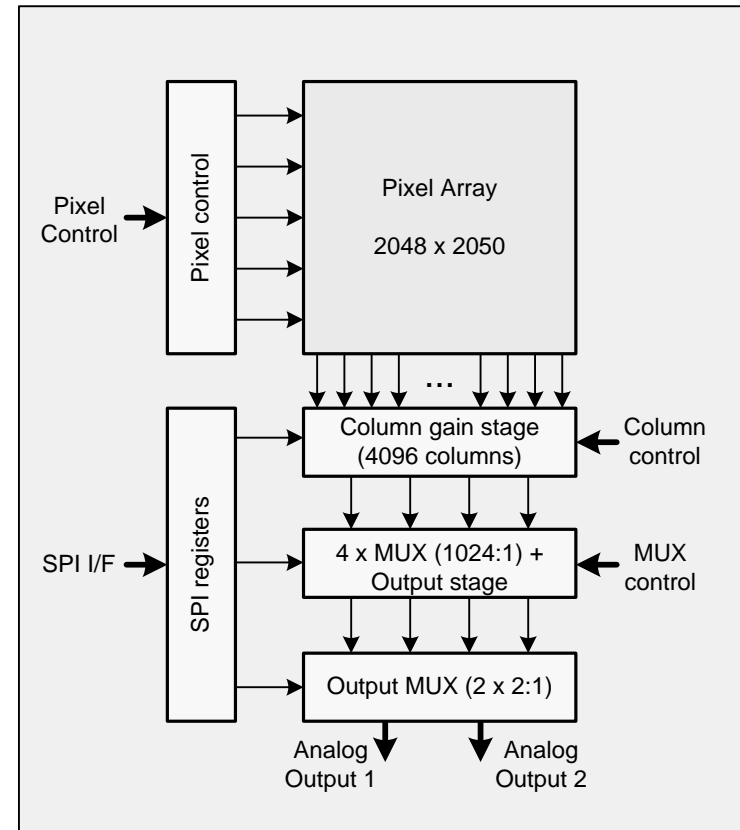 Pixel Array
2048 x 2050
Pixel control
Pixel
Control
...
Column gain stage
(4096 columns)
Column
control
SPI registers
SPI I/F
4 x MUX (1024:1) +
Output stage
MUX
control
Output MUX (2 x 2:1)
Analog
Output 1
Analog
Output 2